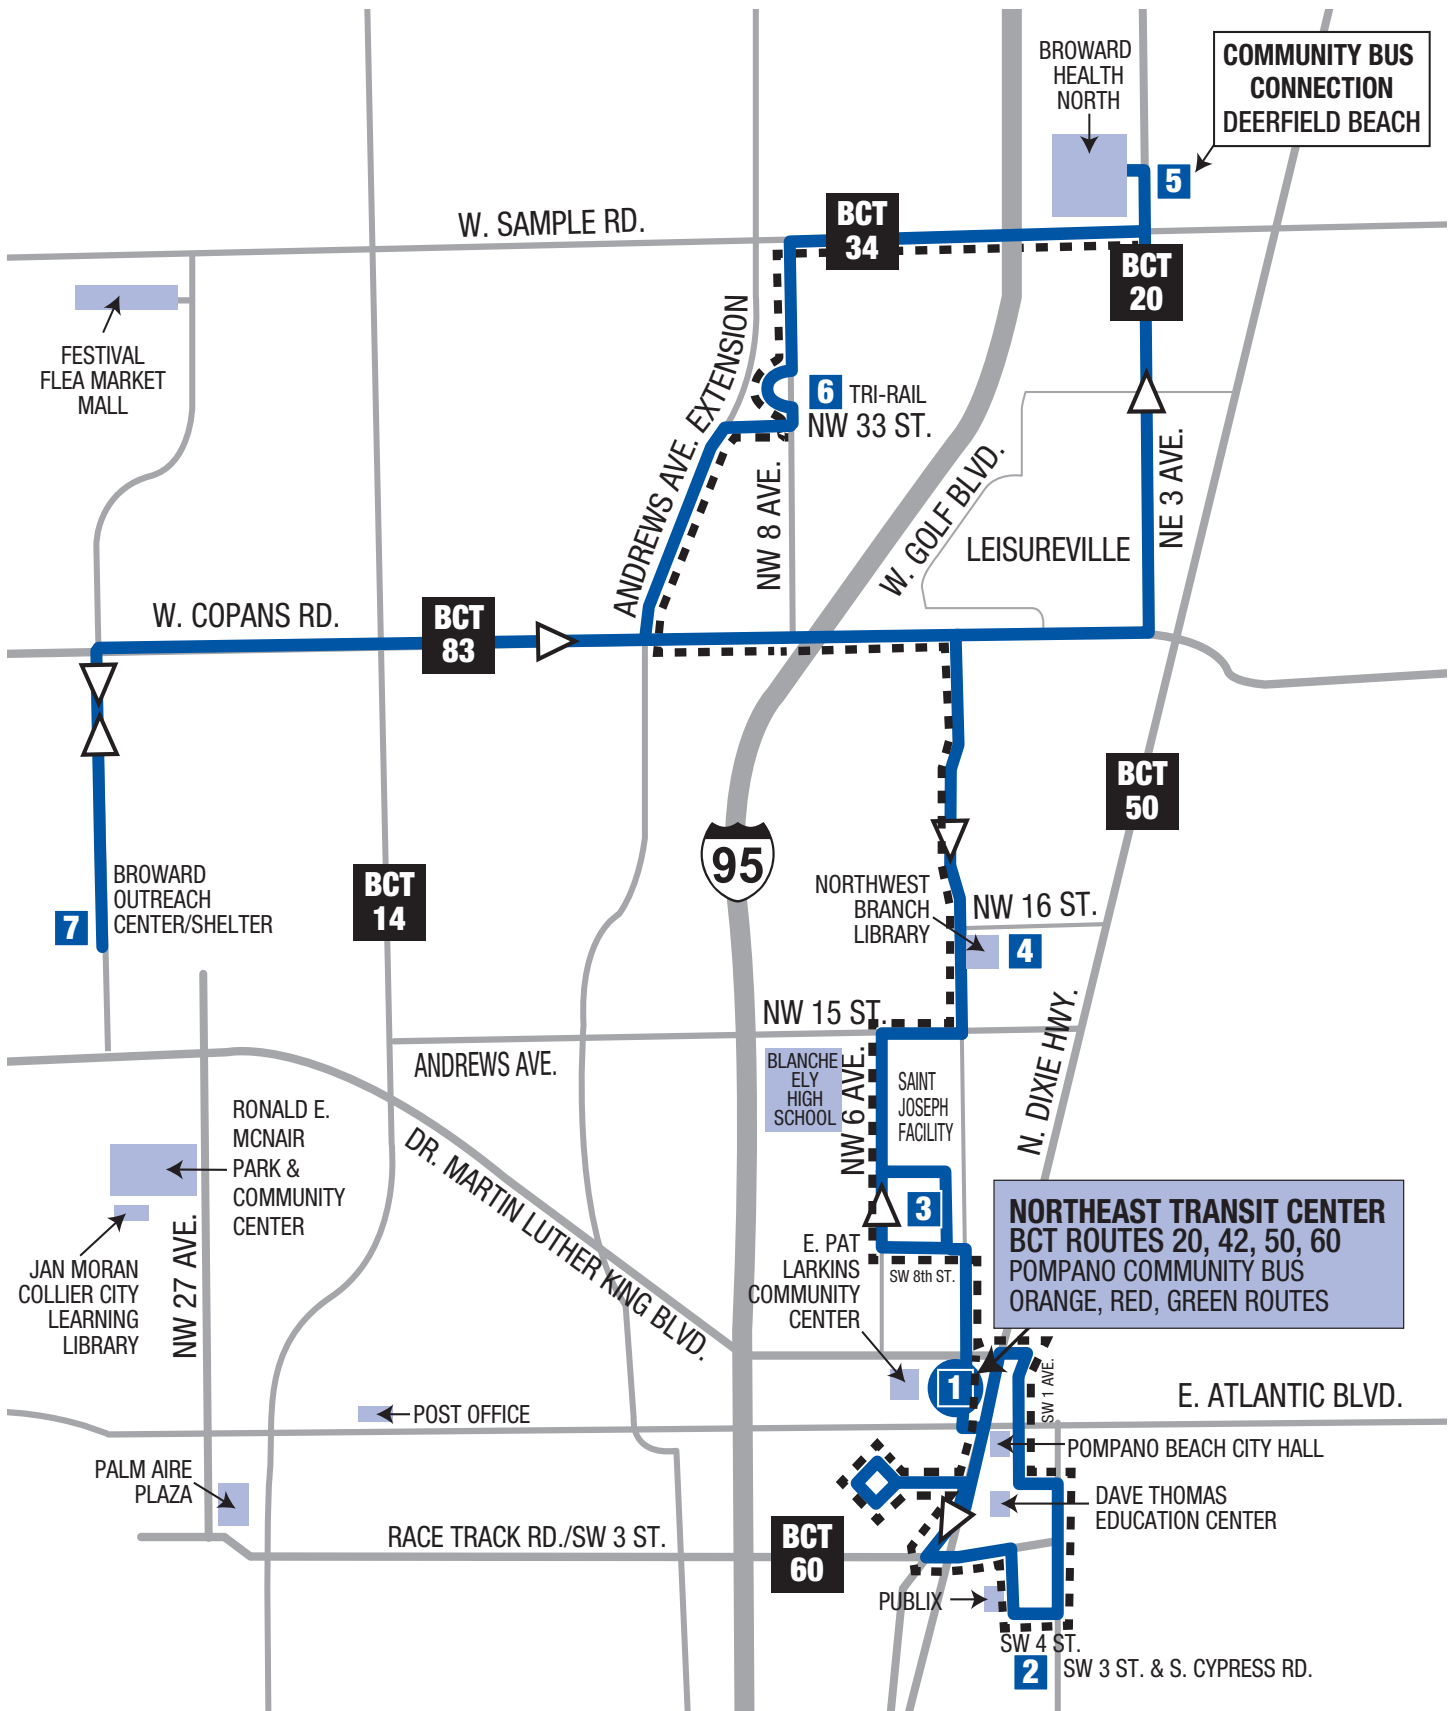 BROWARD
HEALTH
NORTH
COMMUNITY BUS
CONNECTION
DEERFIELD BEACH
5
W. SAMPLE RD.
BCT
34
BCT
20
FESTIVAL
FLEA MARKET
MALL
ANDREWS AVE. EXTENSION
6 TRI-RAIL
NW 33 ST.
NW 8 AVE.
W. GOLF BLVD.
LEISUREVILLE
NE 3 AVE.
W. COPANS RD.
BCT
83
BCT
50
95
BROWARD
OUTREACH
CENTER/SHELTER
7
BCT
14
NORTHWEST
BRANCH
LIBRARY
NW 16 ST.
4
NW 15 ST.
ANDREWS AVE.
BLANCHE
ELY
HIGH
SCHOOL
NW 6 AVE.
SAINT
JOSEPH
FACILITY
N. DIXIE HWY.
RONALD E.
MCNAIR
PARK &
COMMUNITY
CENTER
DR. MARTIN LUTHER KING BLVD.
3
NORTHEAST TRANSIT CENTER
BCT ROUTES 20, 42, 50, 60
POMPANO COMMUNITY BUS
ORANGE, RED, GREEN ROUTES
JAN MORAN
COLLIER CITY
LEARNING
LIBRARY
NW 27 AVE.
E. PAT
LARKINS
COMMUNITY
CENTER
SW 8th ST.
1
SW 1 AVE.
E. ATLANTIC BLVD.
POST OFFICE
POMPANO BEACH CITY HALL
PALM AIRE
PLAZA
DAVE THOMAS
EDUCATION CENTER
RACE TRACK RD./SW 3 ST.
BCT
60
PUBLIX
SW 4 ST.
2 SW 3 ST. & S. CYPRESS RD.